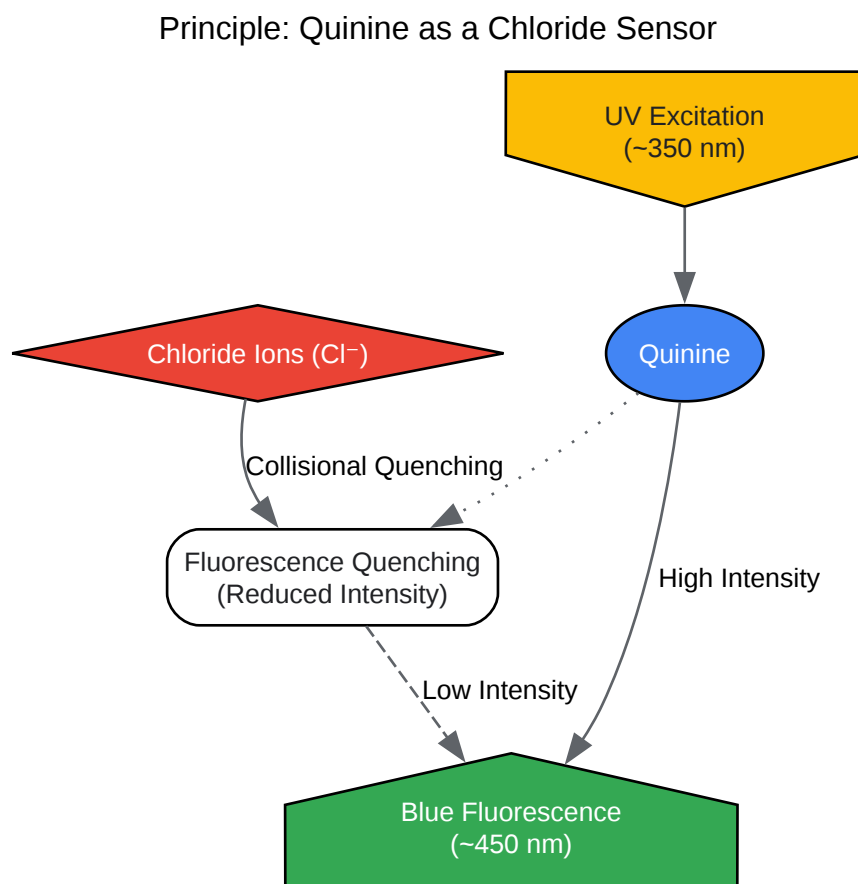 Principle: Quinine as a Chloride Sensor
UV Excitation
(~350 nm)
Chloride Ions (Cl⁻)
Quinine
Collisional Quenching
Fluorescence Quenching
(Reduced Intensity)
High Intensity
Low Intensity
Blue Fluorescence
(~450 nm)